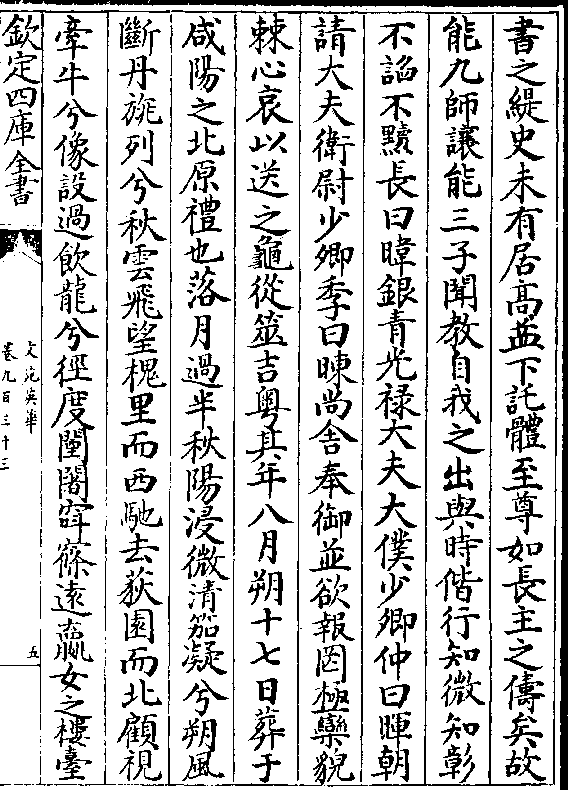 書之緹史未有居高益下託體至尊如長主之儔矣故
能九師讓能三子聞教自我之出與時偕行知微知彰
不諂不黷長曰暐銀青光禄大夫大僕少卿仲曰暉朝
請大夫衛尉少卿季曰暕尚舍奉御並欲報罔極欒貌
棘心哀以送之龜從筮吉粤其年八月朔十七日葬于
咸陽之北原禮也落月過半秋陽浸微清笳凝兮朔風
斷丹旐列兮秋雲飛望槐里而西馳去荻園而北顧視
牽牛兮像設過飲龍兮徑度閨闥窅窱遠嬴女之樓臺
欽定四庫全書
文苑英華
卷九百三十三
五